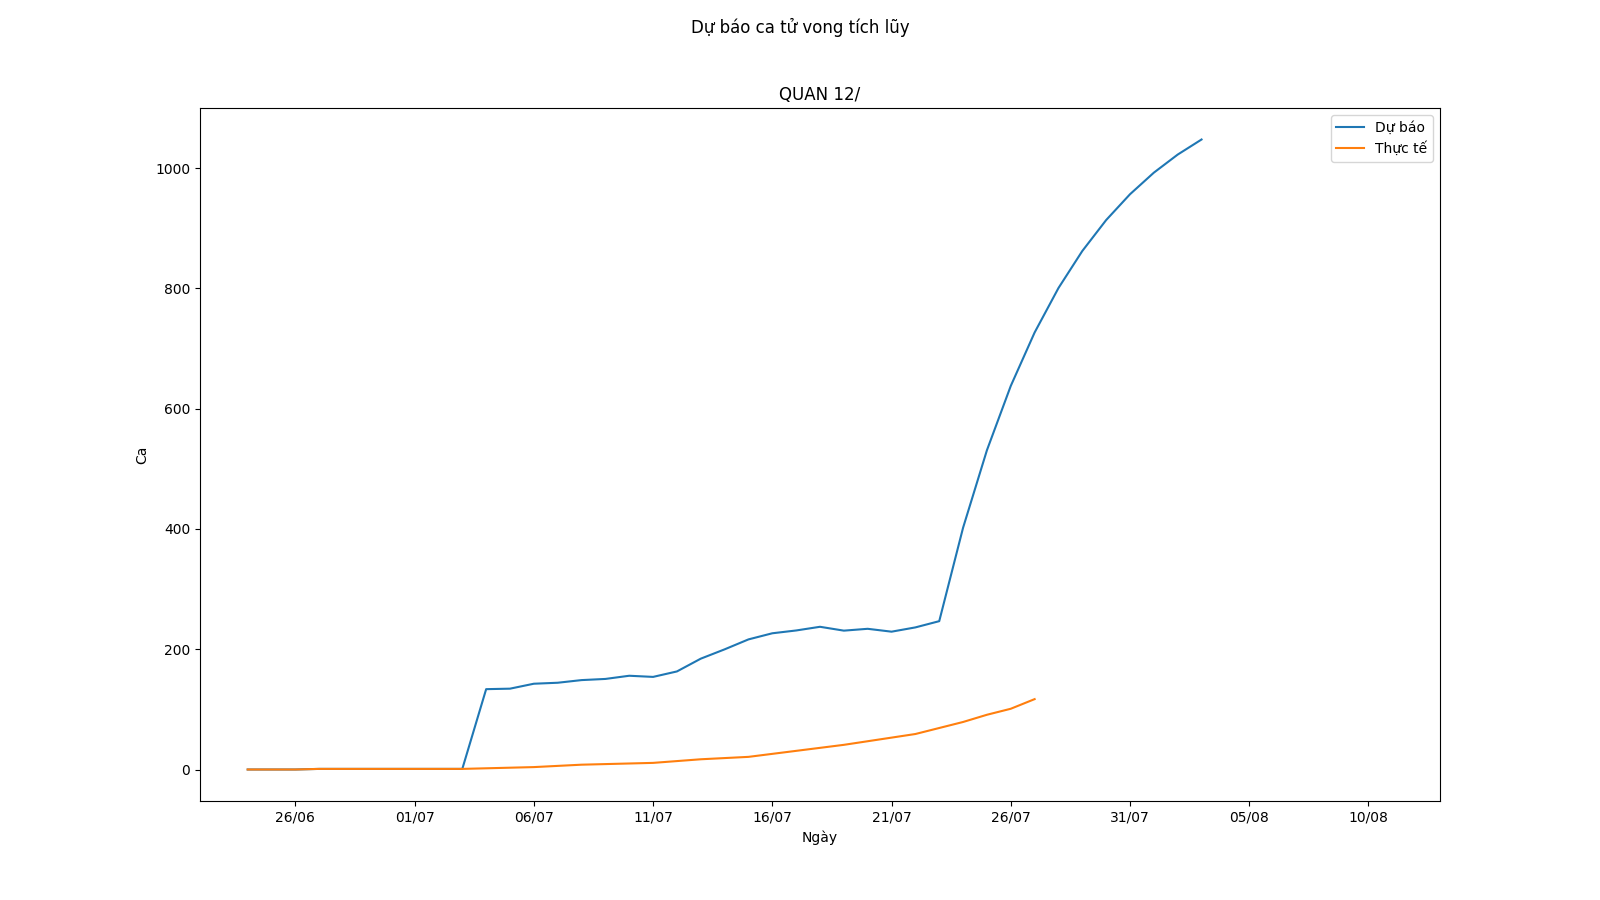 Dự báo ca tử vong tích lũy
QUAN 12/
Dự báo
Thực tế
1000
800
600
400
200
0
Ca
26/06 01/07 06/07 11/07 16/07 21/07 26/07 31/07 05/08 10/08
Ngày